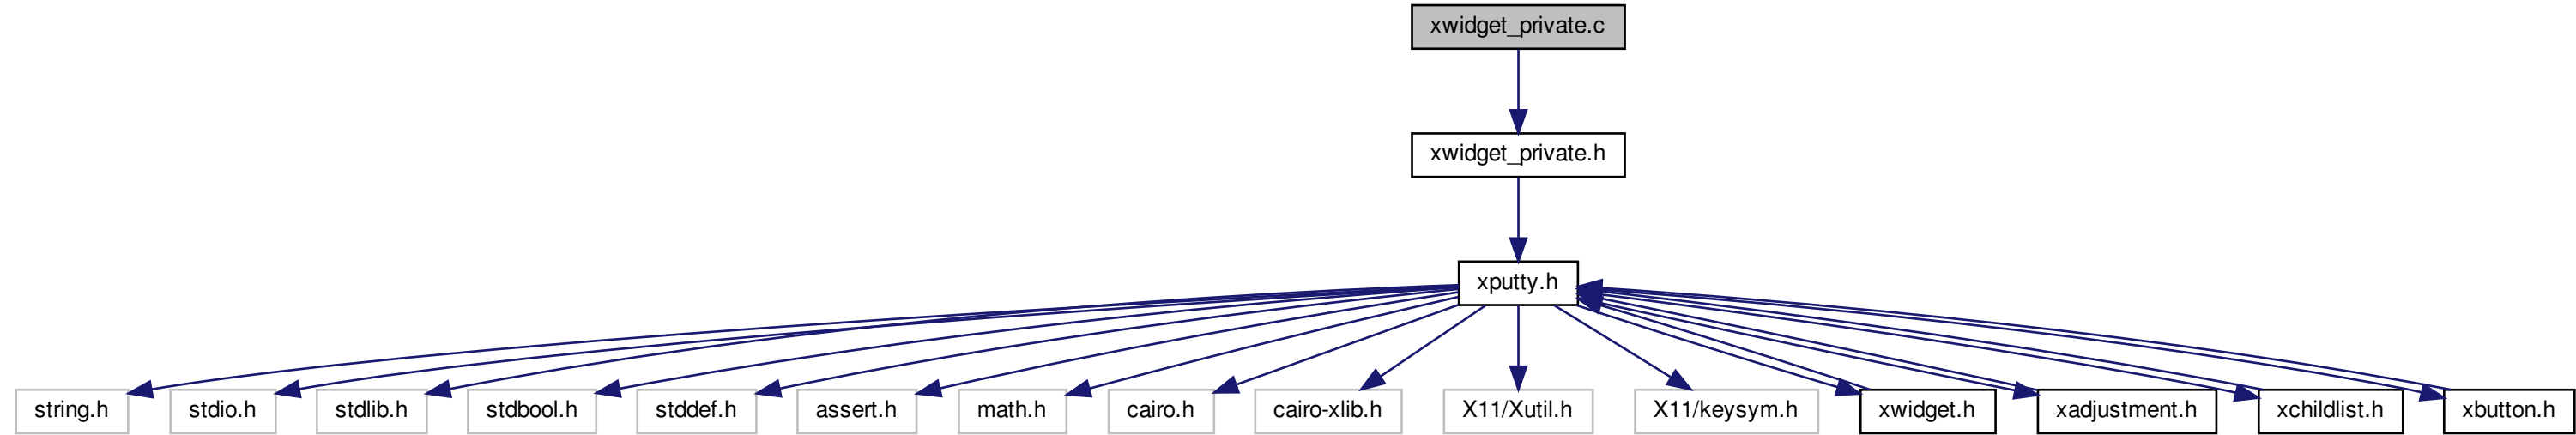 xwidget_private.c
xwidget_private.h
xputty.h
string.h
stdio.h
stdlib.h
stdbool.h
stddef.h
assert.h
math.h
cairo.h
cairo-xlib.h
X11/Xutil.h
X11/keysym.h
xwidget.h
xadjustment.h
xchildlist.h
xbutton.h